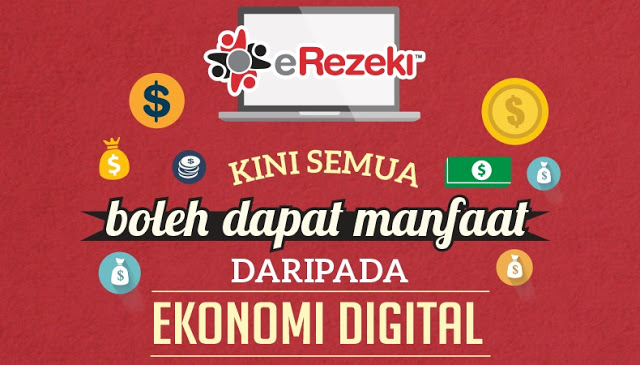 eRezeki™
KINI SEMUA
boleh dapat manfaat
DARIPADA
EKONOMI DIGITAL